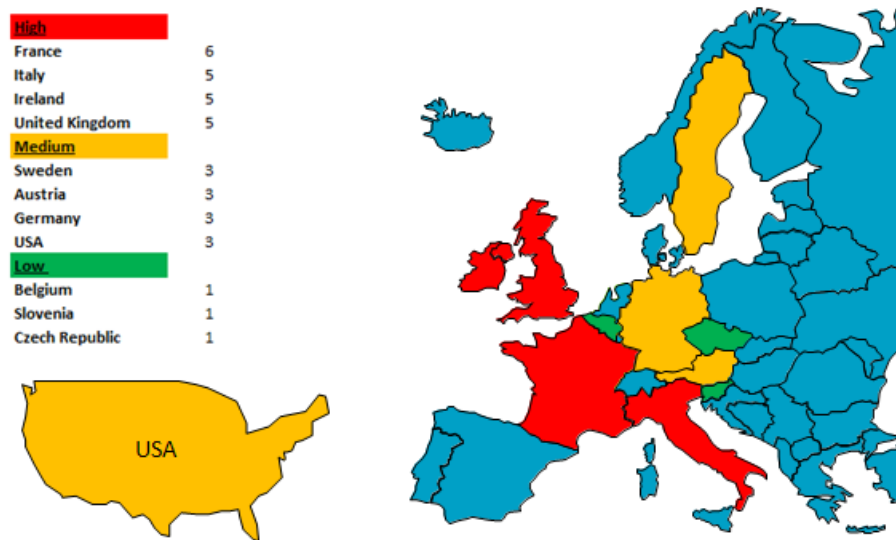 High
France 6
Italy 5
Ireland 5
United Kingdom 5
Medium
Sweden 3
Austria 3
Germany 3
USA 3
Low
Belgium 1
Slovenia 1
Czech Republic 1
USA